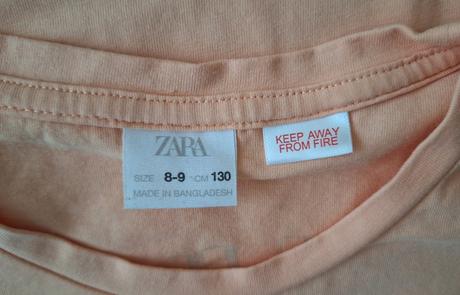 ZARA
SIZE 8-9 CM 130
MADE IN BANGLADESH
KEEP AWAY
FROM FIRE